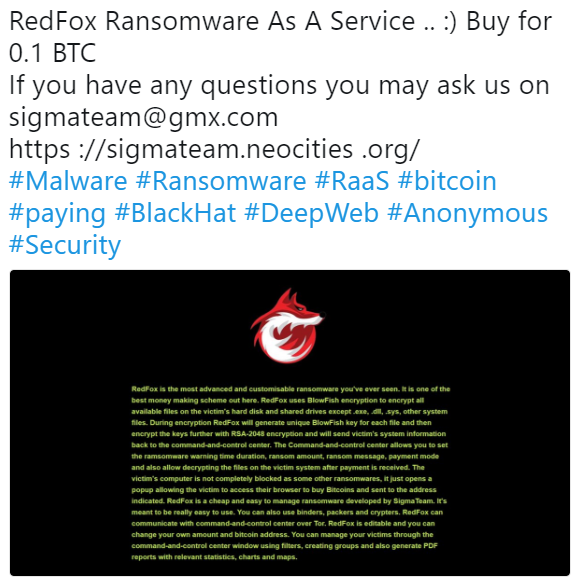 RedFox Ransomware As A Service .. :) Buy for
0.1 BTC
If you have any questions you may ask us on
sigmateam@gmx.com
https ://sigmateam.neocities .org/
#Malware #Ransomware #RaaS #bitcoin
#paying #BlackHat #DeepWeb #Anonymous
#Security
RedFox is the most advanced and customisable ransomware you've ever seen. It is one of the
best money making scheme out here. RedFox uses BlowFish encryption to encrypt all
available files on the victim's hard disk and shared drives except .exe, .dll, .sys, other system
files. During encryption RedFox will generate unique BlowFish key for each file and then
encrypt the keys further with RSA-2048 encryption and will send victim's system information
back to the command-and-control center. The Command-and-control center allows you to set
the ramsomware warning time duration, ransom amount, ransom message, payment mode
and also allow decrypting the files on the victim system after payment is received. The
victim's computer is not completely blocked as some other ransomwares, it just opens a
popup allowing the victim to access their browser to buy Bitcoins and sent to the address
indicated. RedFox is a cheap and easy to manage ransomware developed by SigmaTeam. It's
meant to be really easy to use. You can also use binders, packers and crypters. RedFox can
communicate with command-and-control center over Tor. RedFox is editable and you can
change your own amount and bitcoin address. You can manage your victims through the
command-and-control center window using filters, creating groups and also generate PDF
reports with relevant statistics, charts and maps.